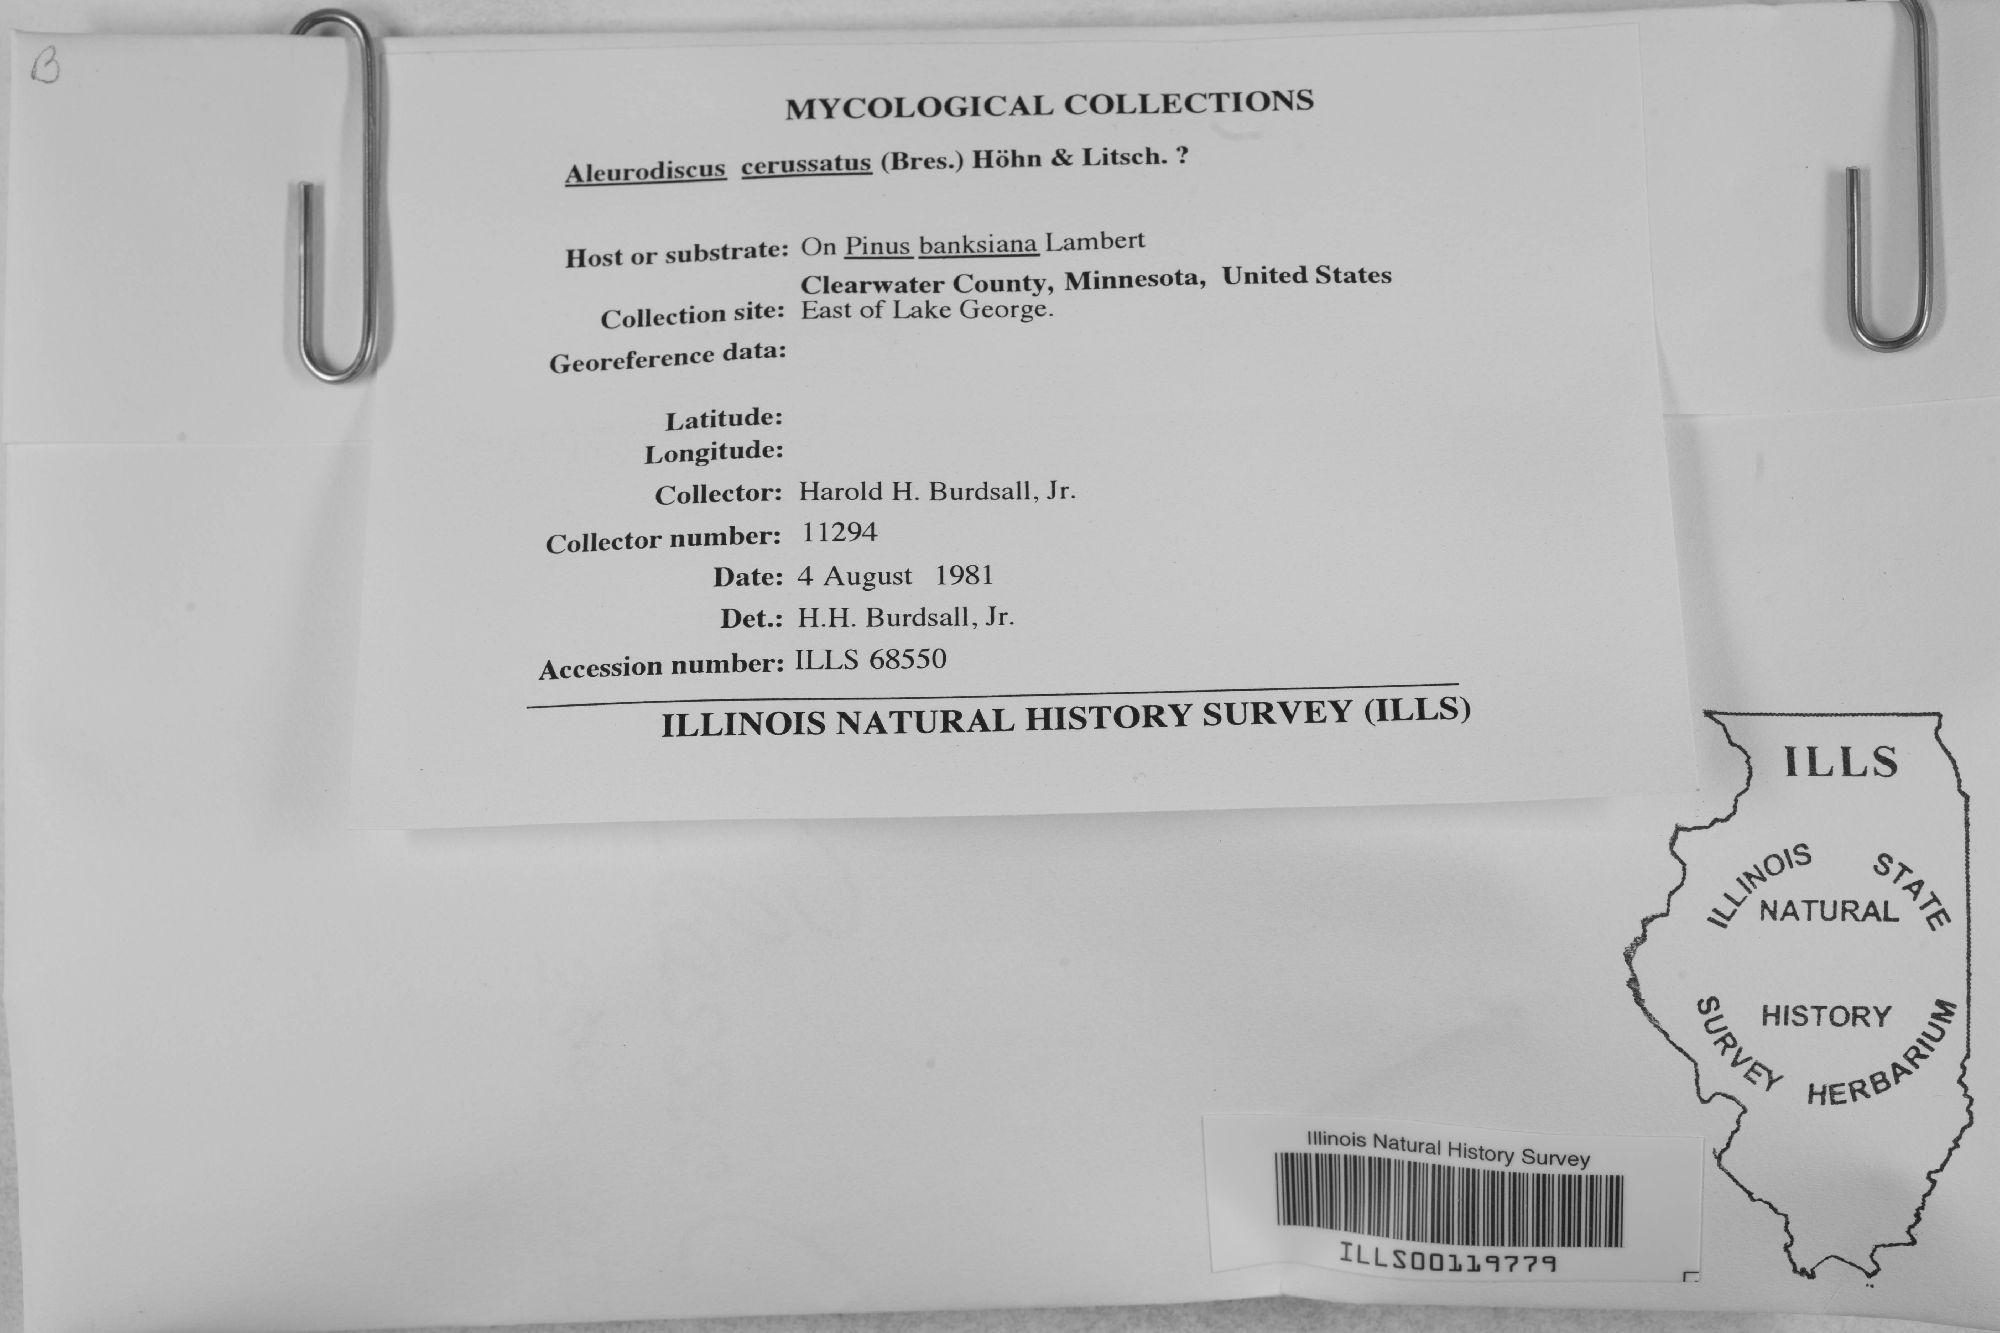 B
MYCOLOGICAL COLLECTIONS
Aleurodiscus cerussatus (Bres.) Höhn & Litsch. ?
Host or substrate: On Pinus banksiana Lambert
Clearwater County, Minnesota, United States
Collection site: East of Lake George.
Georeference data:
Latitude:
Longitude:
Collector: Harold H. Burdsall, Jr.
Collector number: 11294
Date: 4 August 1981
Det.: H.H. Burdsall, Jr.
Accession number: ILLS 68550
ILLINOIS NATURAL HISTORY SURVEY (ILLS)
ILLS
ILLINOIS STATE
NATURAL
HISTORY
SURVEY HERBARIUM
Illinois Natural History Survey
ILLS00119779